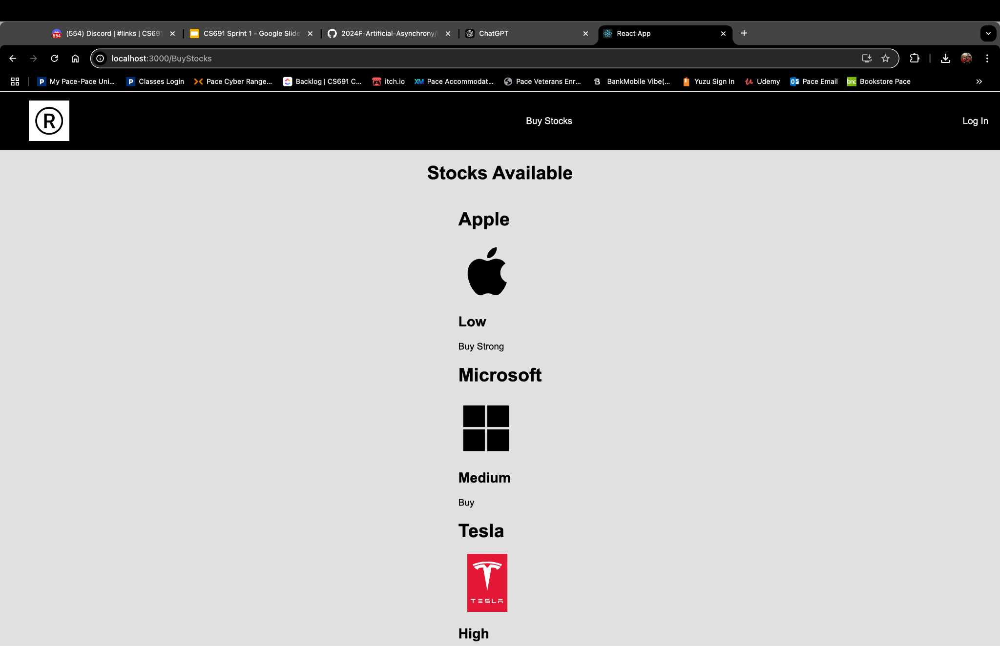 (554) Discord | #links | CS691
CS691 Sprint 1 - Google Slide
2024F-Artificial-Asynchrony/
ChatGPT
React App
localhost:3000/BuyStocks
My Pace-Pace Uni...
Classes Login
Pace Cyber Range...
Backlog | CS691 C...
itch.io
XM Pace Accommodat...
Pace Veterans Enr...
BankMobile Vibe(...
Yuzu Sign In
Udemy
Pace Email
bnc Bookstore Pace
®
Buy Stocks
Log In
Stocks Available
Apple
Low
Buy Strong
Microsoft
Medium
Buy
Tesla
TESLA
High